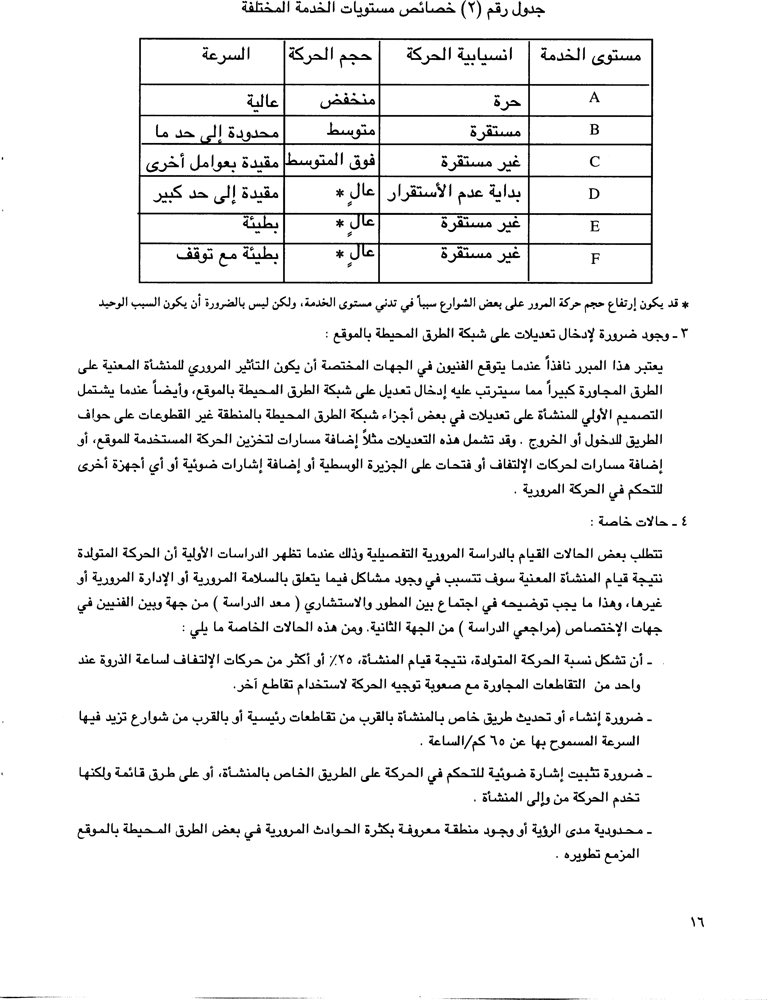 جدول رقم (٢) خصائص مستويات الخدمة المختلفة
مستوى الخدمة انسيابية الحركة حجم الحركة السرعة
A حرة منخفض عالية
B مستقرة متوسط محدودة إلى حد ما
C غير مستقرة فوق المتوسط مقيدة بعوامل أخرى
D بداية عدم الأستقرار عالٍ * مقيدة إلى حد كبير
E غير مستقرة عالٍ * بطيئة
F غير مستقرة عالٍ * بطيئة مع توقف
* قد يكون إرتفاع حجم حركة المرور على بعض الشوارع سبباً في تدني مستوى الخدمة، ولكن ليس بالضرورة أن يكون السبب الوحيد
٣ ـ وجود ضرورة لإدخال تعديلات على شبكة الطرق المحيطة بالموقع :
يعتبر هذا المبرر نافذاً عندما يتوقع الفنيون في الجهات المختصة أن يكون التأثير المروري للمنشأة المعنية على
الطرق المجاورة كبيراً مما سيترتب عليه إدخال تعديل على شبكة الطرق المحيطة بالموقع، وأيضاً عندما يشتمل
التصميم الأولي للمنشأة على تعديلات في بعض أجزاء شبكة الطرق المحيطة بالمنطقة غير القطوعات على حواف
الطريق للدخول أو الخروج . وقد تشمل هذه التعديلات مثلاً إضافة مسارات لتخزين الحركة المستخدمة للموقع، أو
إضافة مسارات لحركات الإلتفاف أو فتحات على الجزيرة الوسطية أو إضافة إشارات ضوئية أو أي أجهزة أخرى
للتحكم في الحركة المرورية .
٤ ـ حالات خاصة :
تتطلب بعض الحالات القيام بالدراسة المرورية التفصيلية وذلك عندما تظهر الدراسات الأولية أن الحركة المتولدة
نتيجة قيام المنشأة المعنية سوف تتسبب في وجود مشاكل فيما يتعلق بالسلامة المرورية أو الإدارة المرورية أو
غيرها، وهذا ما يجب توضيحه في اجتماع بين المطور والاستشاري ( معد الدراسة ) من جهة وبين الفنيين في
جهات الإختصاص (مراجعي الدراسة ) من الجهة الثانية. ومن هذه الحالات الخاصة ما يلي :
ـ أن تشكل نسبة الحركة المتولدة، نتيجة قيام المنشأة، ٢٥٪ أو أكثر من حركات الإلتفاف لساعة الذروة عند
واحد من التقاطعات المجاورة مع صعوبة توجيه الحركة لاستخدام تقاطع آخر.
ـ ضرورة إنشاء أو تحديث طريق خاص بالمنشأة بالقرب من تقاطعات رئيسية أو بالقرب من شوارع تزيد فيها
السرعة المسموح بها عن ٦٥ كم/الساعة .
ـ ضرورة تثبيت إشارة ضوئية للتحكم في الحركة على الطريق الخاص بالمنشأة، أو على طرق قائمة ولكنها
تخدم الحركة من وإلى المنشأة .
ـ محدودية مدى الرؤية أو وجود منطقة معروفة بكثرة الحوادث المرورية في بعض الطرق المحيطة بالموقع
المزمع تطويره .
١٦